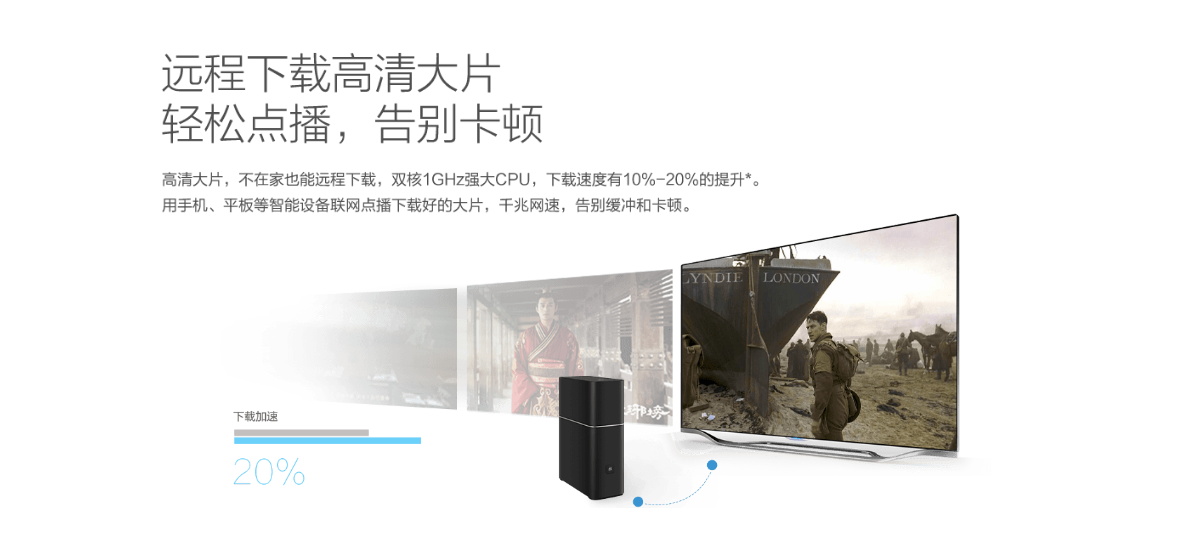 远程下载高清大片
轻松点播，告别卡顿
高清大片，不在家也能远程下载，双核1GHz强大CPU，下载速度有10%-20%的提升*。
用手机、平板等智能设备联网点播下载好的大片，千兆网速，告别缓冲和卡顿。
LYNDIE LONDON
下载加速
20%